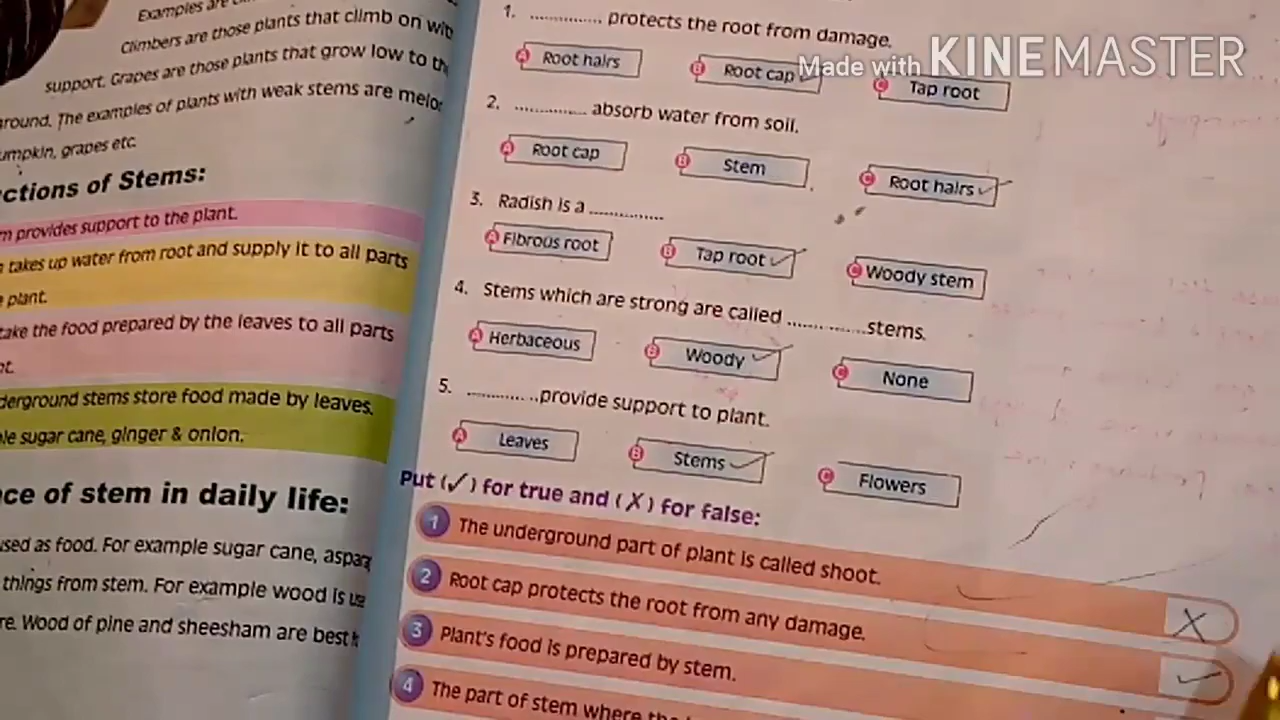 Examples are
Climbers are those plants that climb on
support. Grapes are those plants that grow low to
round. The examples of plants with weak stems are
umpkin, grapes etc.
ctions of Stems:
m provides support to the plant.
takes up water from root and supply it to all parts
plant.
take the food prepared by the leaves to all parts
derground stems store food made by leaves.
le sugar cane, ginger & onion.
ce of stem in daily life:
used as food. For example sugar cane,
things from stem. For example wood is
re. Wood of pine and sheesham are best
1. ............. protects the root from damage.
A Root hairs B Root cap ✓ C Tap root
2. ............. absorb water from soil.
A Root cap B Stem C Root hairs ✓
3. Radish is a .............
A Fibrous root B Tap root ✓ C Woody stem
4. Stems which are strong are called .............stems.
A Herbaceous B Woody ✓ C None
5. .............provide support to plant.
A Leaves B Stems ✓ C Flowers
Put (✓) for true and (X) for false:
1 The underground part of plant is called shoot. X
2 Root cap protects the root from any damage. ✓
3 Plant's food is prepared by stem.
4 The part of stem where the
Made with KINEMASTER